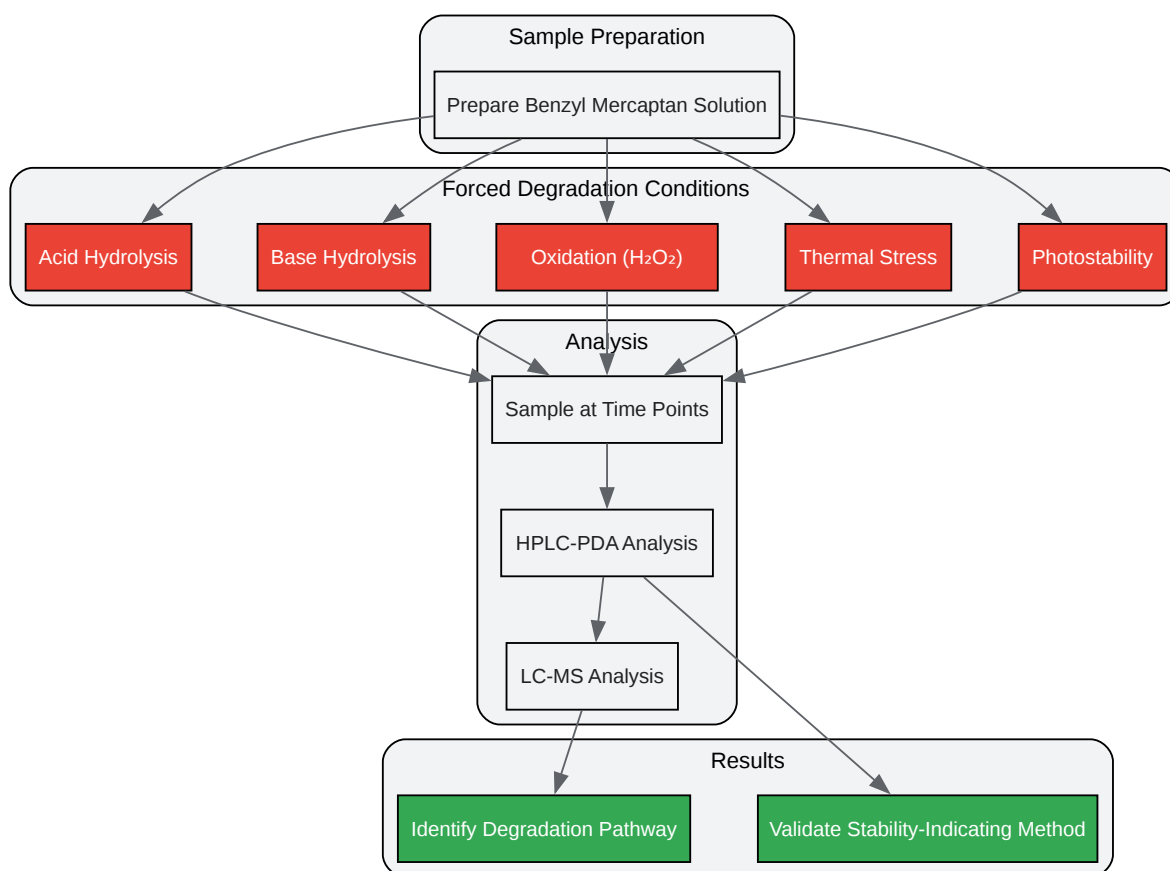 Sample Preparation
Prepare Benzyl Mercaptan Solution
Forced Degradation Conditions
Acid Hydrolysis
Base Hydrolysis
Oxidation (H₂O₂)
Thermal Stress
Photostability
Analysis
Sample at Time Points
HPLC-PDA Analysis
LC-MS Analysis
Results
Identify Degradation Pathway
Validate Stability-Indicating Method